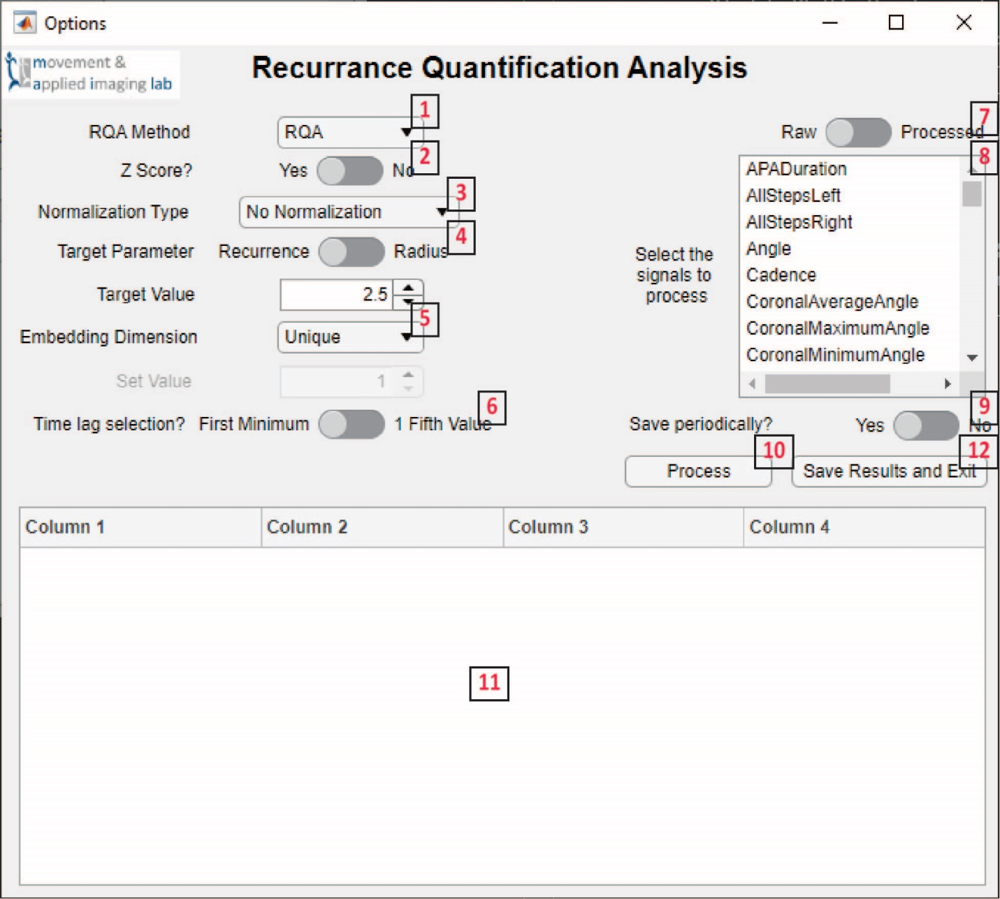 Options
movement &
applied imaging lab
Recurrance Quantification Analysis
1
RQA Method RQA
2
Z Score? Yes No
3
Normalization Type No Normalization
4
Target Parameter Recurrence Radius
Target Value 2.5
5
Embedding Dimension Unique
Set Value 1
6
Time lag selection? First Minimum 1 Fifth Value
7
Raw Processed
8
Select the
signals to
process
APADuration
AllStepsLeft
AllStepsRight
Angle
Cadence
CoronalAverageAngle
CoronalMaximumAngle
CoronalMinimumAngle
9
Save periodically? Yes No
10
12
Process Save Results and Exit
Column 1 Column 2 Column 3 Column 4
11